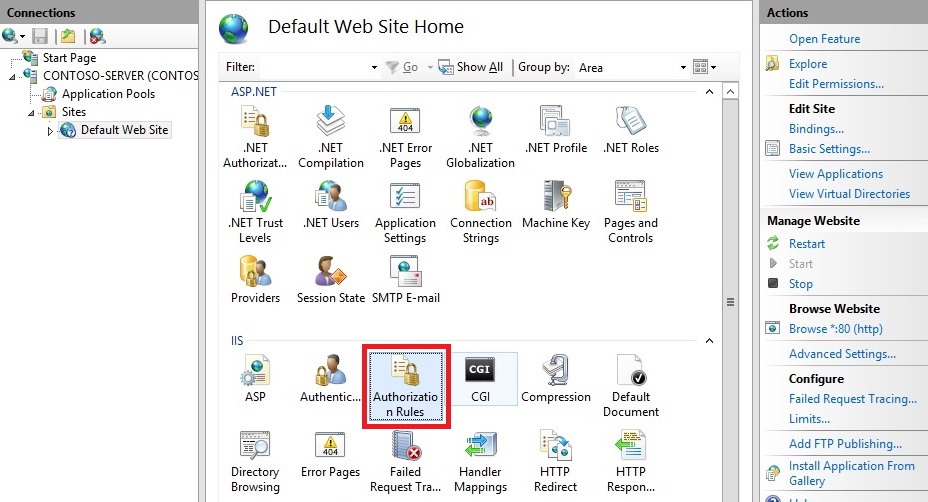 Connections
Start Page
CONTOSO-SERVER (CONTOS
Application Pools
Sites
Default Web Site
Default Web Site Home
Filter:
Go
Show All
Group by: Area
ASP.NET
.NET Authorizat...
.NET Compilation
404
.NET Error Pages
.NET Globalization
.NET Profile
.NET Roles
.NET Trust Levels
.NET Users
Application Settings
ab
Connection Strings
Machine Key
Pages and Controls
Providers
Session State
SMTP E-mail
IIS
ASP
Authentic...
Authorizatio
n Rules
CGI
CGI
Compression
Default Document
Directory Browsing
404
Error Pages
Failed Request Tra...
Handler Mappings
HTTP Redirect
HTTP Respon...
Actions
Open Feature
Explore
Edit Permissions...
Edit Site
Bindings...
Basic Settings...
View Applications
View Virtual Directories
Manage Website
Restart
Start
Stop
Browse Website
Browse *:80 (http)
Advanced Settings...
Configure
Failed Request Tracing...
Limits...
Add FTP Publishing...
Install Application From
Gallery